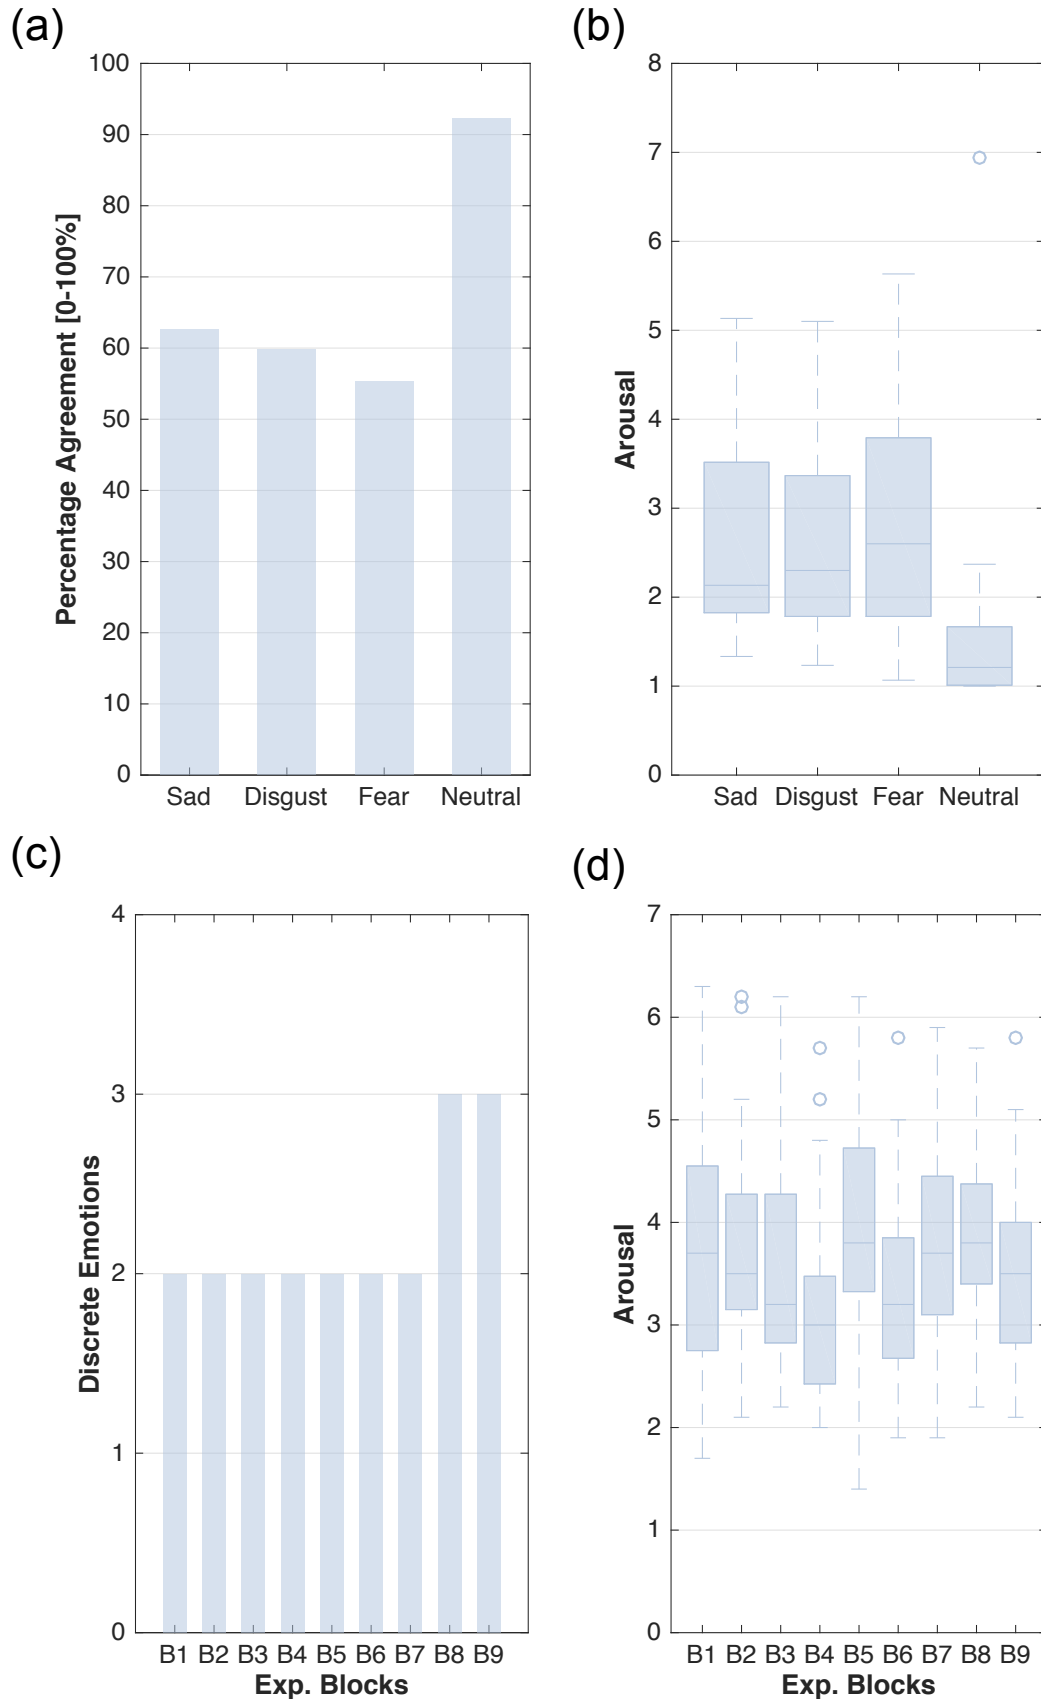 (a)
Percentage Agreement [0-100%]
100
90
80
70
60
50
40
30
20
10
0
Sad Disgust Fear Neutral
(b)
Arousal
8
7
6
5
4
3
2
1
0
Sad Disgust Fear Neutral
(c)
Discrete Emotions
4
3
2
1
0
B1 B2 B3 B4 B5 B6 B7 B8 B9
Exp. Blocks
(d)
Arousal
7
6
5
4
3
2
1
0
B1 B2 B3 B4 B5 B6 B7 B8 B9
Exp. Blocks